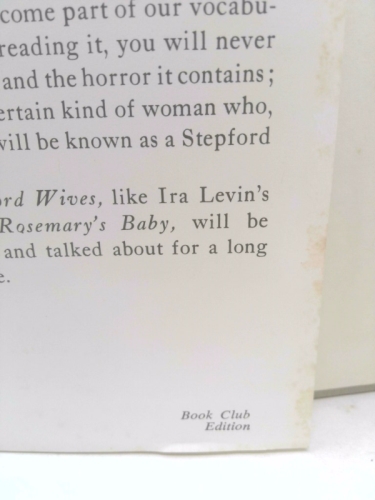 come part of our vocabu-
reading it, you will never
and the horror it contains;
ertain kind of woman who,
will be known as a Stepford
ord Wives, like Ira Levin's
Rosemary's Baby, will be
and talked about for a long
e.
Book Club
Edition